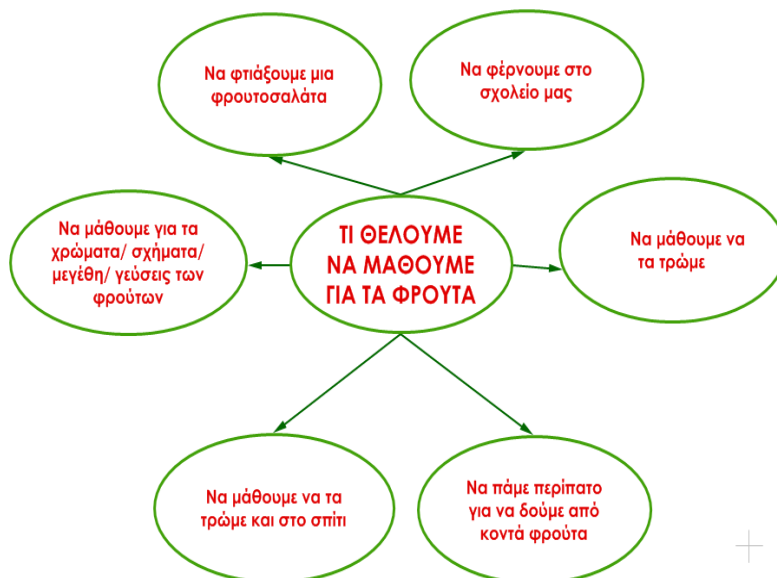 Να φτιάξουμε μια
φρουτοσαλάτα
Να φέρνουμε στο
σχολείο μας
Να μάθουμε για τα
χρώματα/ σχήματα/
μεγέθη/ γεύσεις των
φρούτων
ΤΙ ΘΕΛΟΥΜΕ
ΝΑ ΜΑΘΟΥΜΕ
ΓΙΑ ΤΑ ΦΡΟΥΤΑ
Να μάθουμε να
τα τρώμε
Να μάθουμε να τα
τρώμε και στο σπίτι
Να πάμε περίπατο
για να δούμε από
κοντά φρούτα